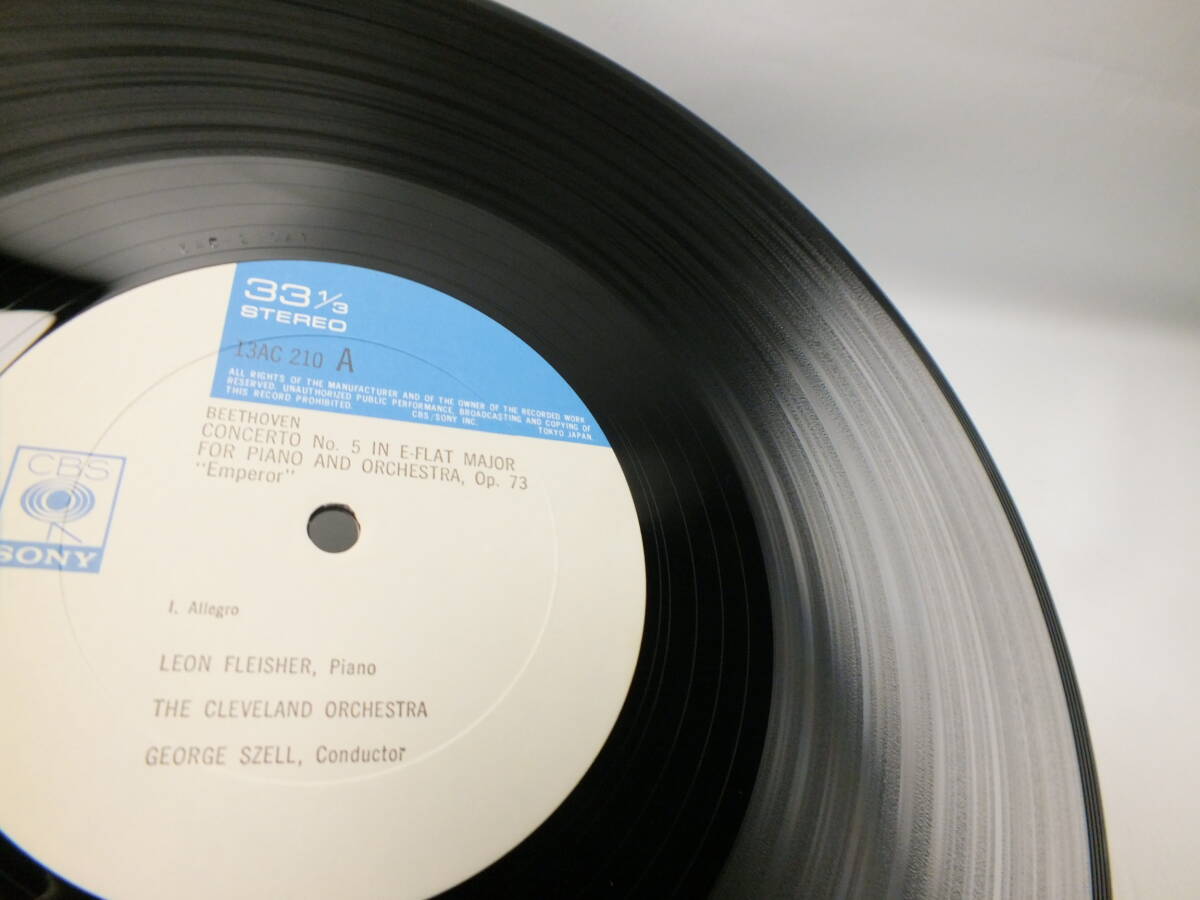 33 1/3
STEREO
13AC 210 A
ALL RIGHTS OF THE MANUFACTURER AND OF THE OWNER OF THE RECORDED WORK
RESERVED. UNAUTHORIZED PUBLIC PERFORMANCE, BROADCASTING AND COPYING OF
THIS RECORD PROHIBITED. CBS/SONY INC. TOKYO JAPAN.
BEETHOVEN
CONCERTO No. 5 IN E-FLAT MAJOR
FOR PIANO AND ORCHESTRA, Op. 73
"Emperor"
CBS
SONY
I. Allegro
LEON FLEISHER, Piano
THE CLEVELAND ORCHESTRA
GEORGE SZELL, Conductor